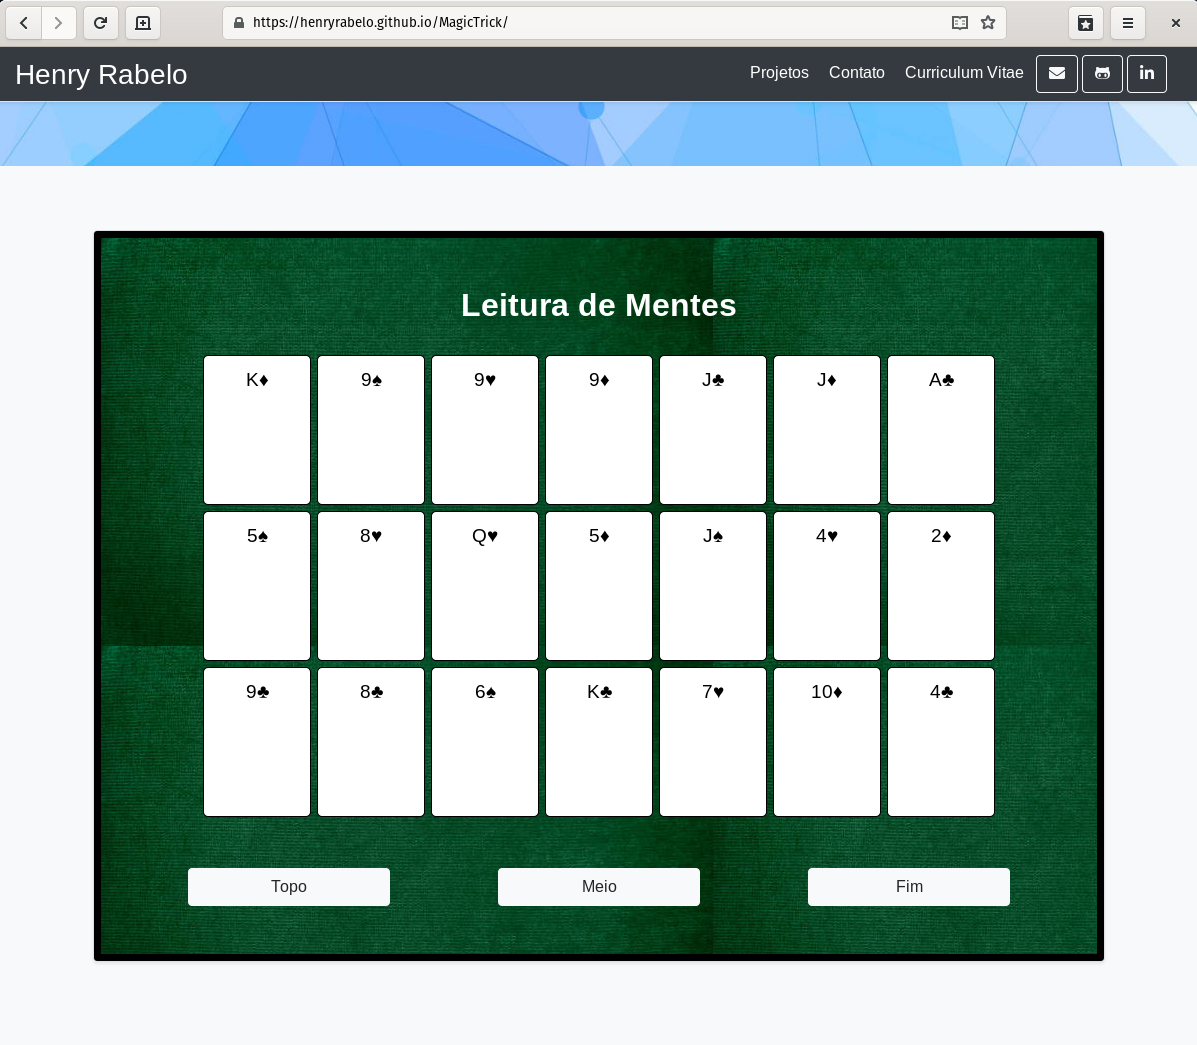 https://henryrabelo.github.io/MagicTrick/
Henry Rabelo Projetos Contato Curriculum Vitae
Leitura de Mentes
K♦ 9♠ 9♥ 9♦ J♣ J♦ A♣
5♠ 8♥ Q♥ 5♦ J♠ 4♥ 2♦
9♣ 8♣ 6♠ K♣ 7♥ 10♦ 4♣
Topo Meio Fim